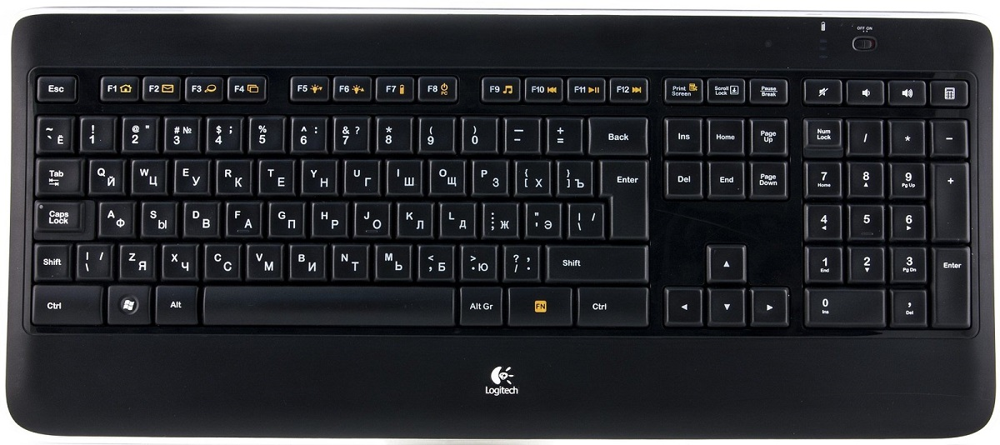 OFF ON
Esc F1 F2 F3 F4 F5 F6 F7 F8 PC F9 F10 F11 F12 Print Screen Scroll Lock Pause Break
~ ` Ё ! 1 @ " 2 # № 3 $ ; 4 % 5 ^ : 6 & ? 7 * 8 ( 9 ) 0 _ - + = Back Ins Home Page Up Num Lock / * -
Tab Q Й W Ц E У R К T Е Y Н U Г I Ш O Щ P З { [ Х } ] Ъ Enter Del End Page Down 7 Home 8 ▲ 9 Pg Up +
Caps Lock A Ф S Ы D В F А G П H Р J О K Л L Д : ; Ж " ' Э | \ / 4 ◄ 5 6 ►
Shift | \ / Z Я X Ч C С V М B И N Т M Ь < , Б > . Ю ? / , . Shift ▲ 1 End 2 ▼ 3 Pg Dn Enter
Ctrl Alt Alt Gr FN Ctrl ◄ ▼ ► 0 Ins , Del
Logitech